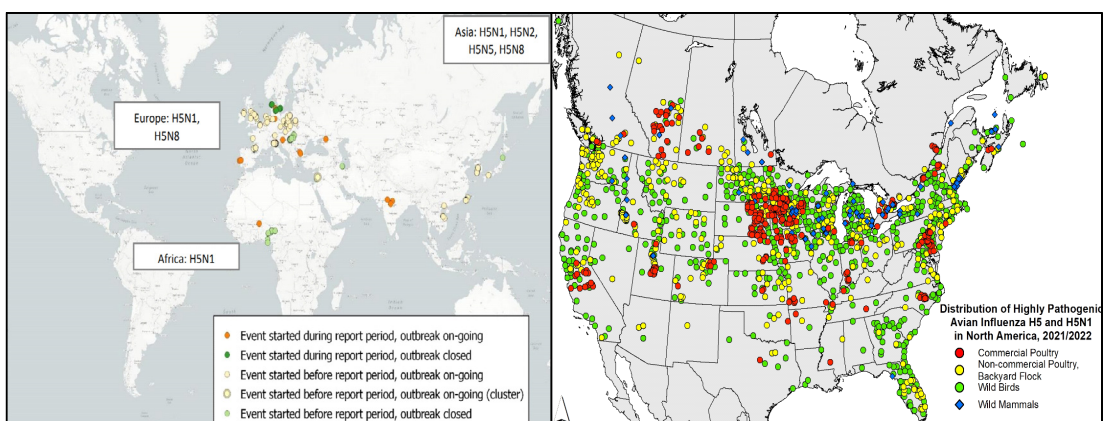 Asia: H5N1, H5N2,
H5N5, H5N8
Europe: H5N1,
H5N8
Africa: H5N1
Event started during report period, outbreak on-going
Event started during report period, outbreak closed
Event started before report period, outbreak on-going
Event started before report period, outbreak on-going (cluster)
Event started before report period, outbreak closed
Distribution of Highly Pathogenic
Avian Influenza H5 and H5N1
in North America, 2021/2022
Commercial Poultry
Non-commercial Poultry,
Backyard Flock
Wild Birds
Wild Mammals